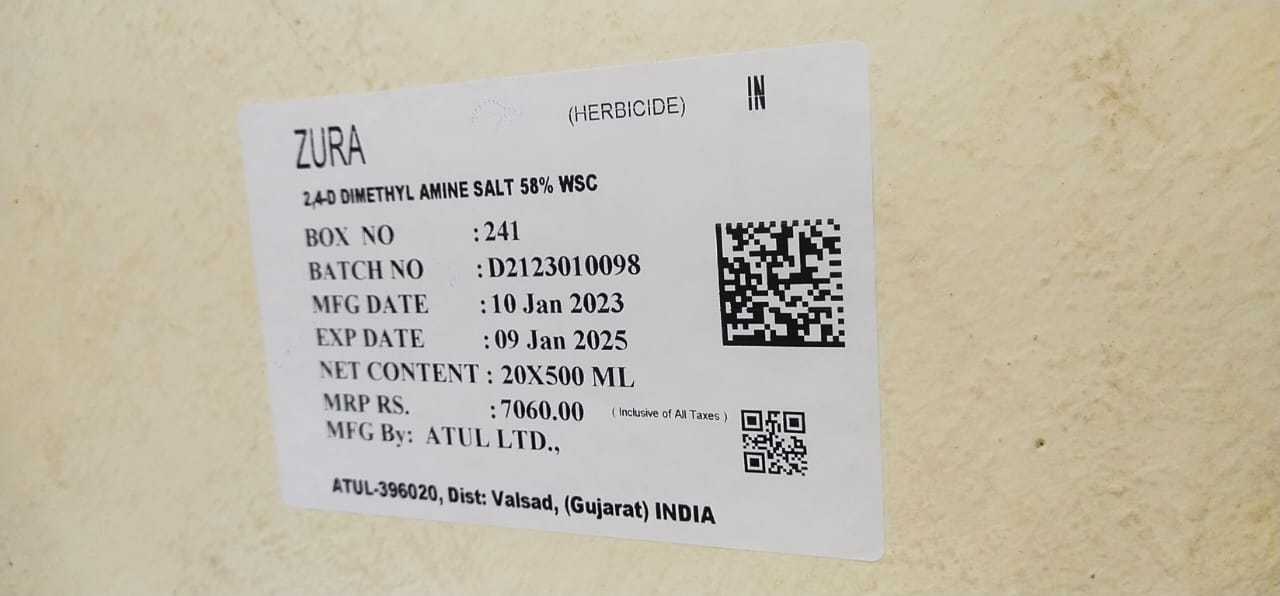 (HERBICIDE)
IN
ZURA
2,4-D DIMETHYL AMINE SALT 58% WSC
BOX NO :241
BATCH NO :D2123010098
MFG DATE :10 Jan 2023
EXP DATE :09 Jan 2025
NET CONTENT : 20X500 ML
MRP RS. :7060.00 ( Inclusive of All Taxes )
MFG By: ATUL LTD.,
ATUL-396020, Dist: Valsad, (Gujarat) INDIA